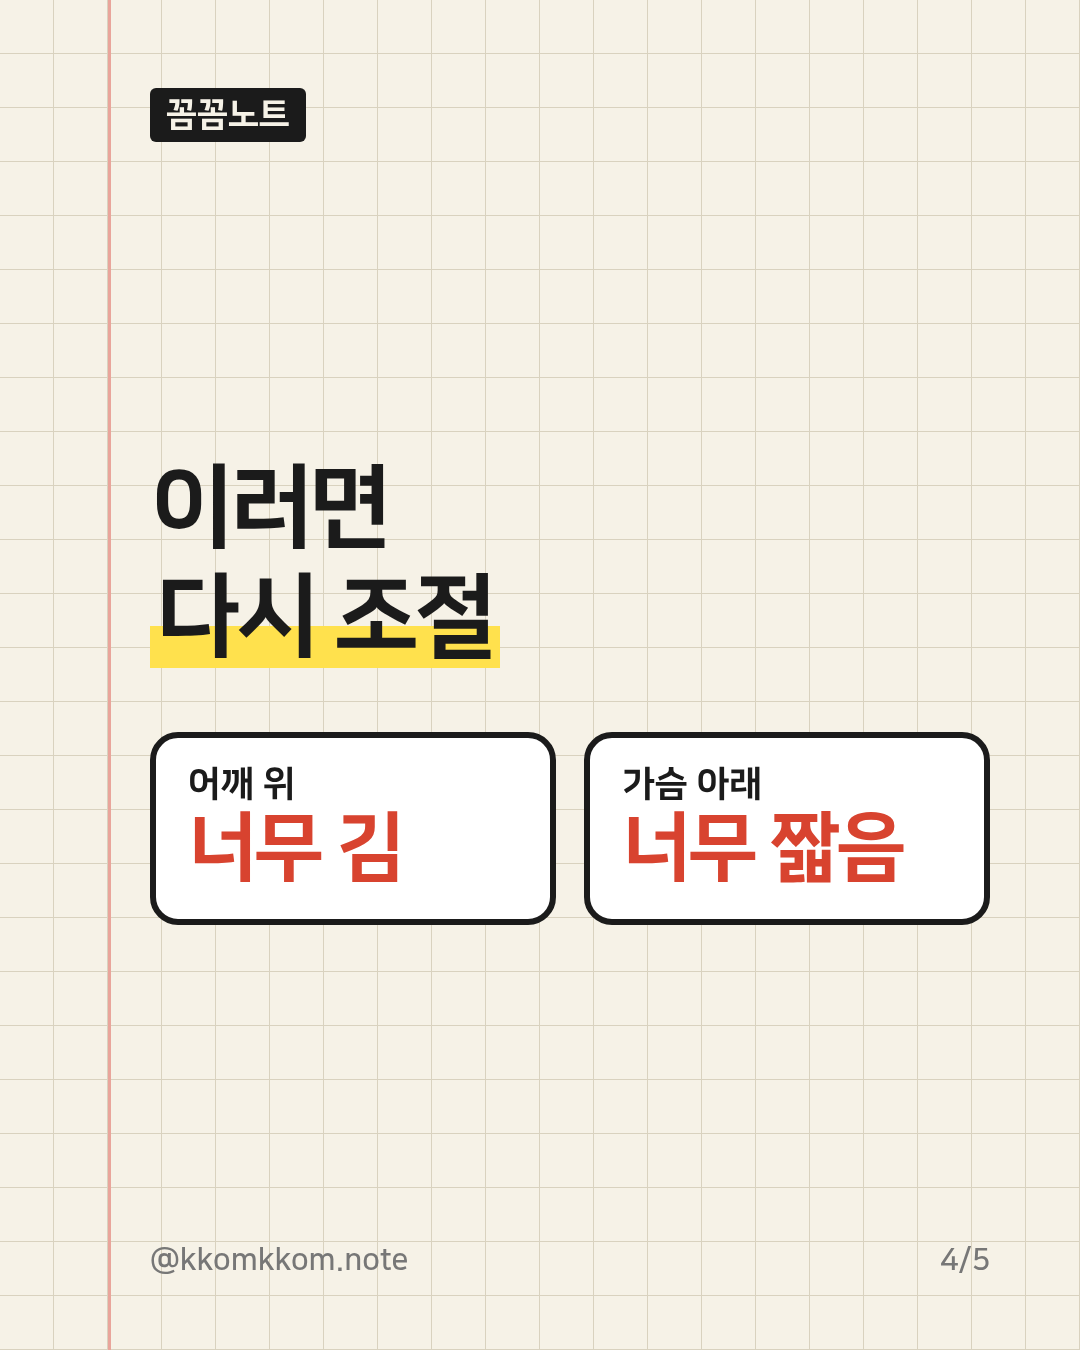 꼼꼼노트
이러면
다시 조절
어깨 위
너무 김
가슴 아래
너무 짧음
@kkomkkom.note
4/5